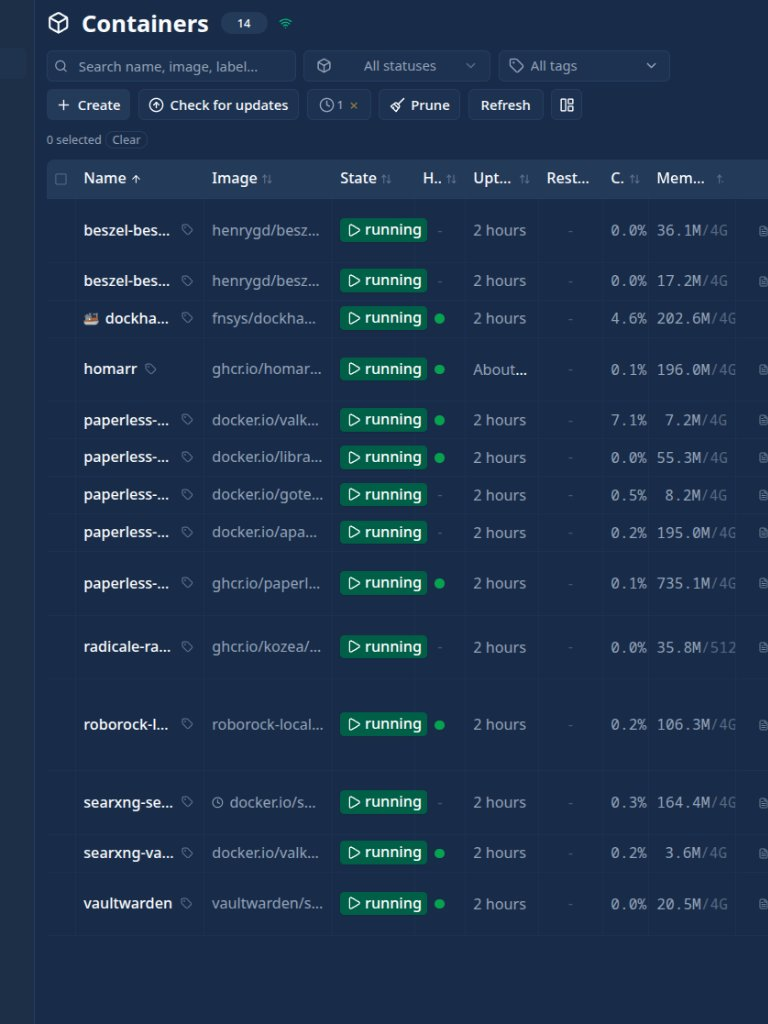 Containers 14
Search name, image, label... All statuses All tags
+ Create Check for updates 1 × Prune Refresh
0 selected Clear
Name Image State H.. Upt... Rest... C. Mem...
beszel-bes... henrygd/besz... running - 2 hours - 0.0% 36.1M/4G
beszel-bes... henrygd/besz... running - 2 hours - 0.0% 17.2M/4G
dockha... fnsys/dockha... running 2 hours - 4.6% 202.6M/4G
homarr ghcr.io/homar... running About... - 0.1% 196.0M/4G
paperless-... docker.io/valk... running 2 hours - 7.1% 7.2M/4G
paperless-... docker.io/libra... running 2 hours - 0.0% 55.3M/4G
paperless-... docker.io/gote... running - 2 hours - 0.5% 8.2M/4G
paperless-... docker.io/apa... running - 2 hours - 0.2% 195.0M/4G
paperless-... ghcr.io/paperl... running 2 hours - 0.1% 735.1M/4G
radicale-ra... ghcr.io/kozea/... running - 2 hours - 0.0% 35.8M/512
roborock-l... roborock-local... running 2 hours - 0.2% 106.3M/4G
searxng-se... docker.io/s... running - 2 hours - 0.3% 164.4M/4G
searxng-va... docker.io/valk... running 2 hours - 0.2% 3.6M/4G
vaultwarden vaultwarden/s... running 2 hours - 0.0% 20.5M/4G